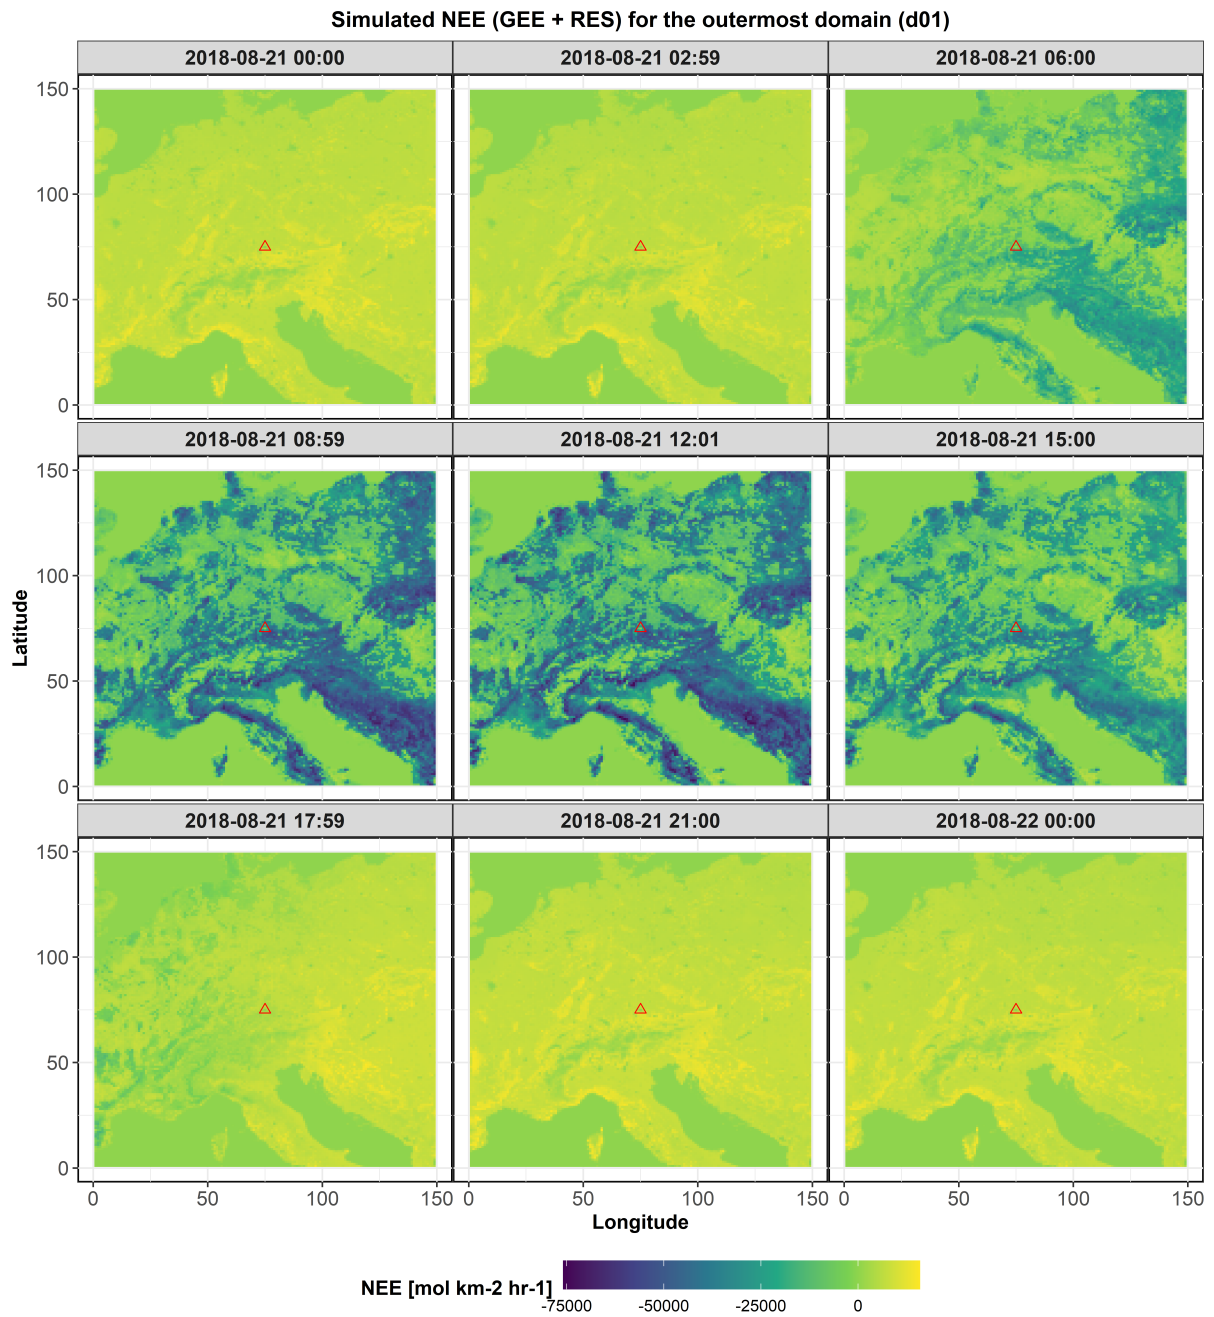 Simulated NEE (GEE + RES) for the outermost domain (d01)
2018-08-21 00:00 2018-08-21 02:59 2018-08-21 06:00
150
100
50
0
2018-08-21 08:59 2018-08-21 12:01 2018-08-21 15:00
150
100
50
0
Latitude
2018-08-21 17:59 2018-08-21 21:00 2018-08-22 00:00
150
100
50
0
0 50 100 150 0 50 100 150 0 50 100 150
Longitude
NEE [mol km-2 hr-1]
-75000 -50000 -25000 0